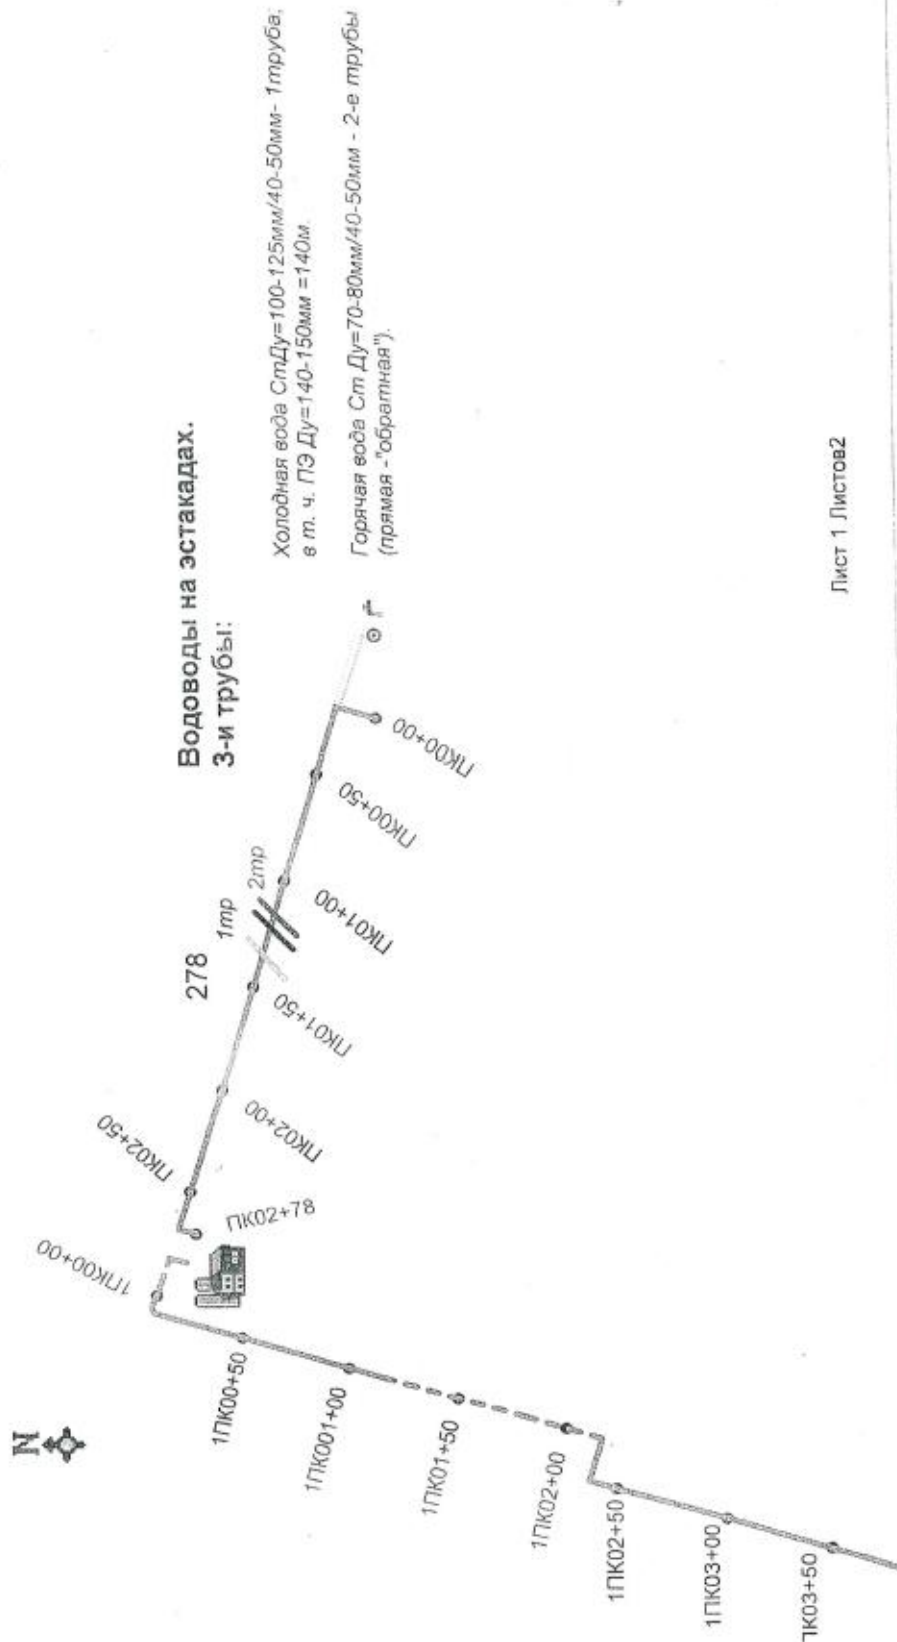 N
Водоводы на эстакадах.
3-и трубы:
Холодная вода СтДу=100-125мм/40-50мм- 1труба;
в т. ч. ПЭ Ду=140-150мм =140м.
Горячая вода Ст Ду=70-80мм/40-50мм - 2-е трубы
(прямая -"обратная").
278
1тр
2тр
1ПК00+00
ПК02+50
ПК02+78
ПК02+00
ПК01+50
ПК01+00
ПК00+50
ПК00+00
1ПК00+50
1ПК001+00
1ПК01+50
1ПК02+00
1ПК02+50
1ПК03+00
ПК03+50
Лист 1 Листов2